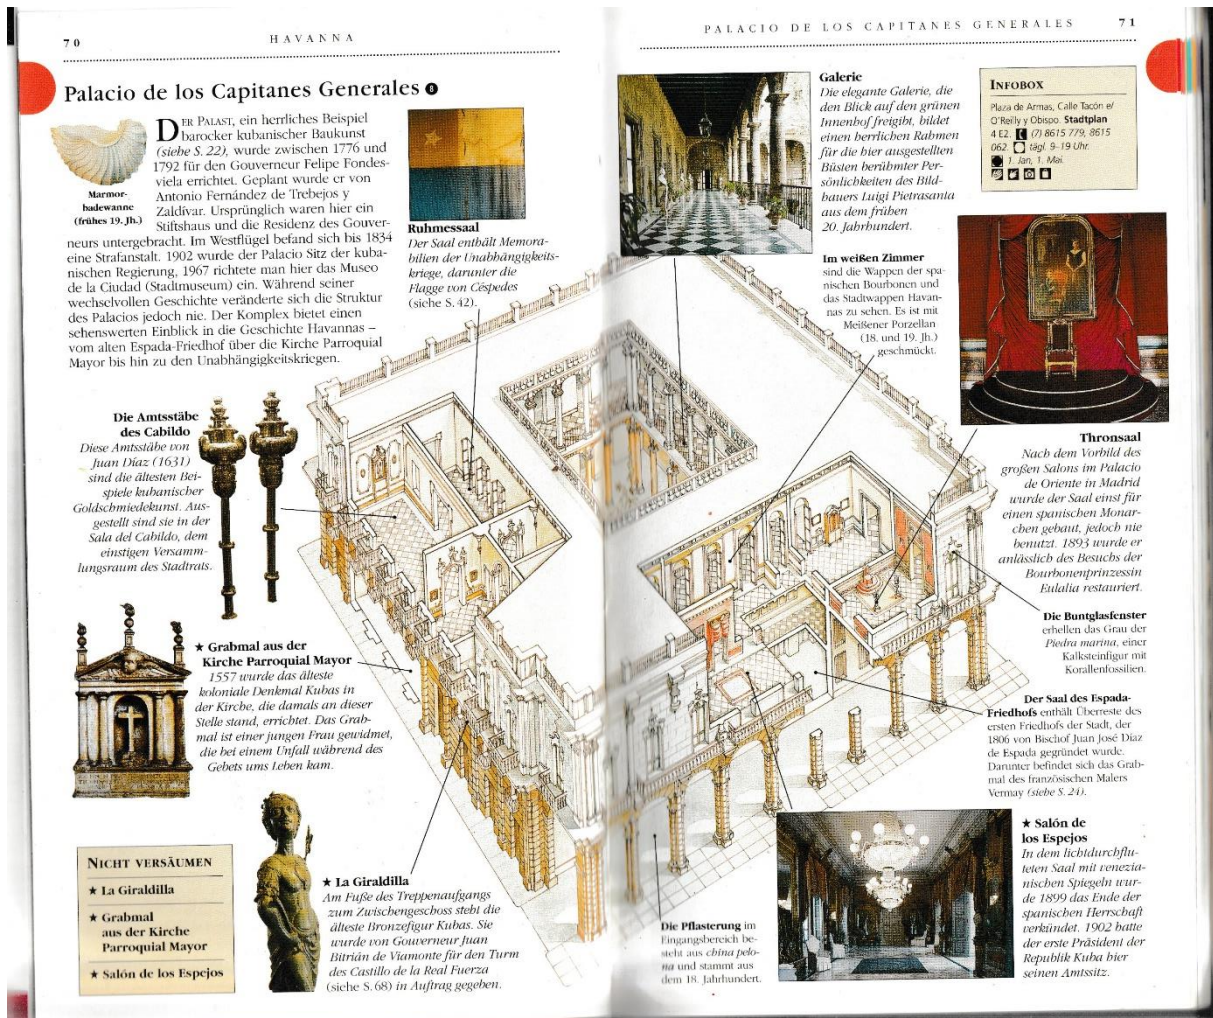 70
HAVANNA
Palacio de los Capitanes Generales 8
Marmor-
badewanne
(frühes 19. Jh.)
DER PALAST, ein herrliches Beispiel
barocker kubanischer Baukunst
(siehe S. 22), wurde zwischen 1776 und
1792 für den Gouverneur Felipe Fondes-
viela errichtet. Geplant wurde er von
Antonio Fernández de Trebejos y
Zaldívar. Ursprünglich waren hier ein
Stiftshaus und die Residenz des Gouver-
neurs untergebracht. Im Westflügel befand sich bis 1834
eine Strafanstalt. 1902 wurde der Palacio Sitz der kuba-
nischen Regierung, 1967 richtete man hier das Museo
de la Ciudad (Stadtmuseum) ein. Während seiner
wechselvollen Geschichte veränderte sich die Struktur
des Palacios jedoch nie. Der Komplex bietet einen
sehenswerten Einblick in die Geschichte Havannas –
vom alten Espada-Friedhof über die Kirche Parroquial
Mayor bis hin zu den Unabhängigkeitskriegen.
Ruhmessaal
Der Saal enthält Memora-
bilien der Unabhängigkeits-
kriege, darunter die
Flagge von Céspedes
(siehe S. 42).
Die Amtsstäbe
des Cabildo
Diese Amtsstäbe von
Juan Díaz (1631)
sind die ältesten Bei-
spiele kubanischer
Goldschmiedekunst. Aus-
gestellt sind sie in der
Sala del Cabildo, dem
einstigen Versamm-
lungsraum des Stadtrats.
★ Grabmal aus der
Kirche Parroquial Mayor
1557 wurde das älteste
koloniale Denkmal Kubas in
der Kirche, die damals an dieser
Stelle stand, errichtet. Das Grab-
mal ist einer jungen Frau gewidmet,
die bei einem Unfall während des
Gebets ums Leben kam.
NICHT VERSÄUMEN
★ La Giraldilla
★ Grabmal
aus der Kirche
Parroquial Mayor
★ Salón de los Espejos
★ La Giraldilla
Am Fuße des Treppenaufgangs
zum Zwischengeschoss steht die
älteste Bronzefigur Kubas. Sie
wurde von Gouverneur Juan
Bitrián de Viamonte für den Turm
des Castillo de la Real Fuerza
(siehe S. 68) in Auftrag gegeben.
PALACIO DE LOS CAPITANES GENERALES
71
Galerie
Die elegante Galerie, die
den Blick auf den grünen
Innenhof freigibt, bildet
einen herrlichen Rahmen
für die hier ausgestellten
Büsten berühmter Per-
sönlichkeiten des Bild-
hauers Luigi Pietrasanta
aus dem frühen
20. Jahrhundert.
INFOBOX
Plaza de Armas, Calle Tacón e/
O'Reilly y Obispo. Stadtplan
4 E2. (7) 8615 779, 8615
062. tägl. 9–19 Uhr.
1. Jan, 1. Mai.
Im weißen Zimmer
sind die Wappen der spa-
nischen Bourbonen und
das Stadtwappen Havan-
nas zu sehen. Es ist mit
Meißener Porzellan
(18. und 19. Jh.)
geschmückt.
Thronsaal
Nach dem Vorbild des
großen Salons im Palacio
de Oriente in Madrid
wurde der Saal einst für
einen spanischen Monar-
chen gebaut, jedoch nie
benutzt. 1893 wurde er
anlässlich des Besuchs der
Bourbonenprinzessin
Eulalia restauriert.
Die Buntglasfenster
erhellen das Grau der
Piedra marina, einer
Kalksteinfigur mit
Korallenfossilien.
Der Saal des Espada-
Friedhofs enthält Überreste des
ersten Friedhofs der Stadt, der
1806 von Bischof Juan José Díaz
de Espada gegründet wurde.
Darunter befindet sich das Grab-
mal des französischen Malers
Vermay (siehe S. 24).
★ Salón de
los Espejos
In dem lichtdurchflu-
teten Saal mit venezia-
nischen Spiegeln wur-
de 1899 das Ende der
spanischen Herrschaft
verkündet. 1902 hatte
der erste Präsident der
Republik Kuba hier
seinen Amtssitz.
Die Pflasterung im
Eingangsbereich be-
steht aus china pelo-
na und stammt aus
dem 18. Jahrhundert.